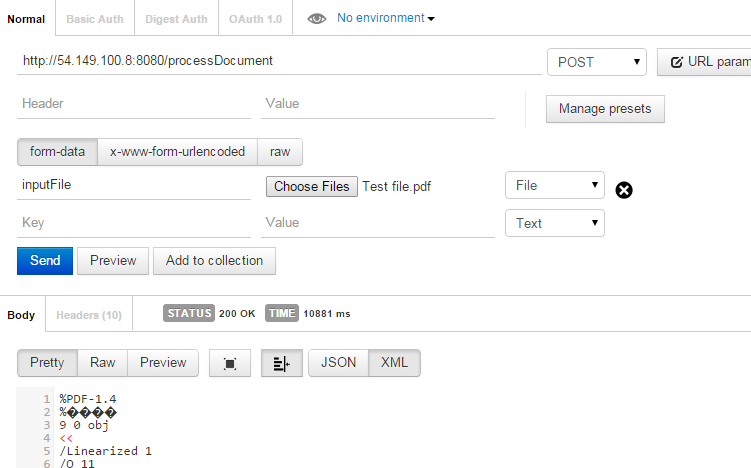 Normal Basic Auth Digest Auth OAuth 1.0 No environment
http://54.149.100.8:8080/processDocument POST URL param
Header Value Manage presets
form-data x-www-form-urlencoded raw
inputFile Choose Files Test file.pdf File
Key Value Text
Send Preview Add to collection
Body Headers (10) STATUS 200 OK TIME 10881 ms
Pretty Raw Preview JSON XML
1 %PDF-1.4
2 %����
3 9 0 obj
4 <<
5 /Linearized 1
6 /O 11